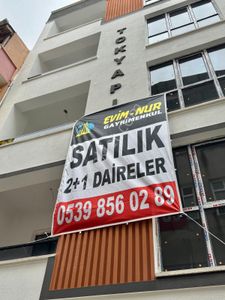 TOKYAPI
EVİM-NUR
GAYRİMENKUL
SATILIK
2+1 DAİRELER
0539 856 02 89